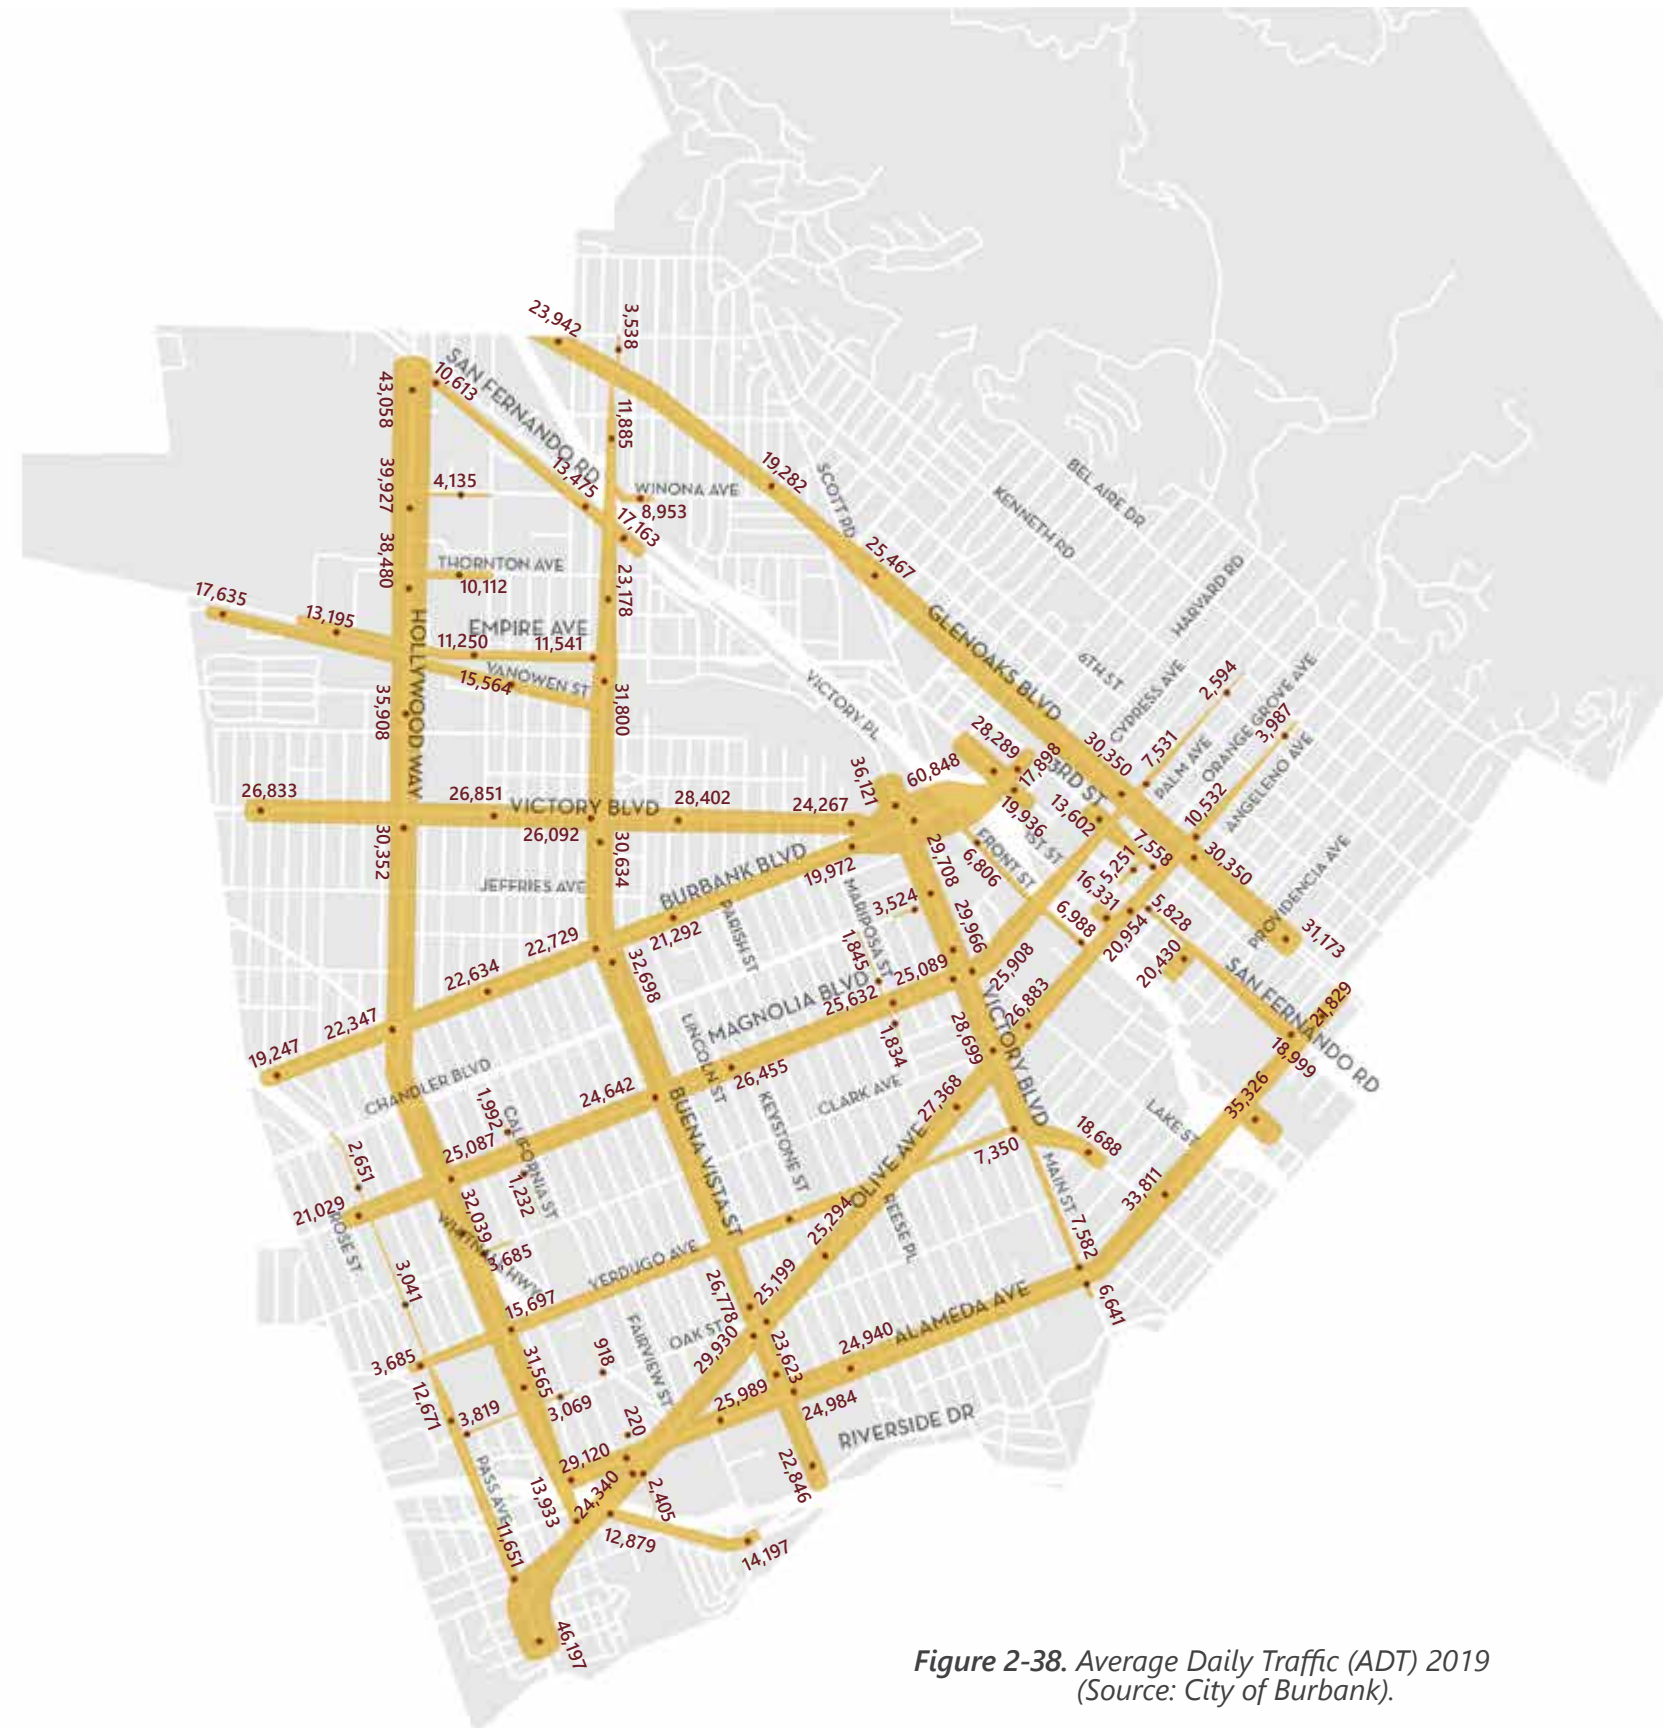 23,942
3,538
SAN FERNANDO RD
10,613
43,058
11,885
39,927
4,135
13,475
WINONA AVE
8,953
17,163
19,282
SCOTT RD
BEL AIRE DR
KENNETH RD
38,480
THORNTON AVE
10,112
23,178
25,467
HARVARD RD
17,635
13,195
HOLLYWOOD WAY
EMPIRE AVE
11,250
11,541
VANOWEN ST
15,564
GLENOAKS BLVD
6TH ST
CYPRESS AVE
2,594
ORANGE GROVE AVE
35,908
31,800
VICTORY PL
28,289
17,898
3RD ST
30,350
7,531
PALM AVE
3,987
ANGELENO AVE
36,121
60,848
26,833
26,851
VICTORY BLVD
28,402
24,267
26,092
19,936
13,602
10,532
30,352
30,634
1ST ST
FRONT ST
6,806
7,558
5,251
30,350
PROVIDENCIA AVE
JEFFRIES AVE
BURBANK BLVD
19,972
29,708
MARIPOSA ST
3,524
16,331
6,988
5,828
20,954
31,173
22,729
21,292
PARISH ST
29,966
1,845
25,908
20,430
SAN FERNANDO RD
22,634
32,698
MAGNOLIA BLVD
25,632
25,089
VICTORY BLVD
26,883
21,829
22,347
19,247
LINCOLN ST
1,834
28,699
18,999
CHANDLER BLVD
1,992
CALIFORNIA ST
24,642
26,455
BUENA VISTA ST
KEYSTONE ST
CLARK AVE
27,368
35,326
LAKE ST
2,651
25,087
1,232
OLIVE AVE
7,350
18,688
MAIN ST
33,811
21,029
ROSE ST
32,039
WHITNALL HWY
3,685
VERDUGO AVE
25,294
REESE PL
7,582
3,041
15,697
26,778
25,199
6,641
FAIRVIEW ST
OAK ST
29,930
23,623
24,940
ALAMEDA AVE
3,685
12,671
31,565
918
3,819
3,069
25,989
24,984
RIVERSIDE DR
220
29,120
PASS AVE
13,933
24,340
2,405
22,846
11,651
12,879
14,197
46,197
Figure 2-38. Average Daily Traffic (ADT) 2019
(Source: City of Burbank).